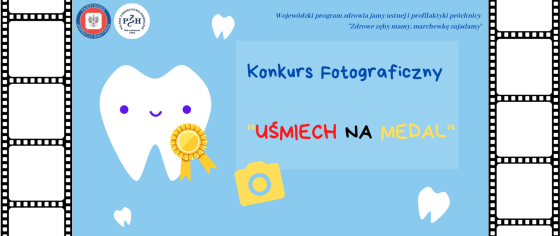 Wojewódzki program zdrowia jamy ustnej i profilaktyki próchnicy
"Zdrowe zęby mamy, marchewkę zajadamy"
Konkurs Fotograficzny
"UŚMIECH NA MEDAL"